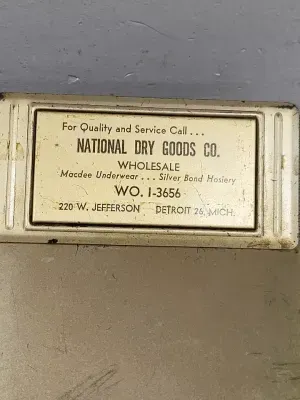 For Quality and Service Call . . .
NATIONAL DRY GOODS CO.
WHOLESALE
Macdee Underwear . . . Silver Bond Hosiery
WO. 1-3656
220 W. JEFFERSON DETROIT 26, MICH.